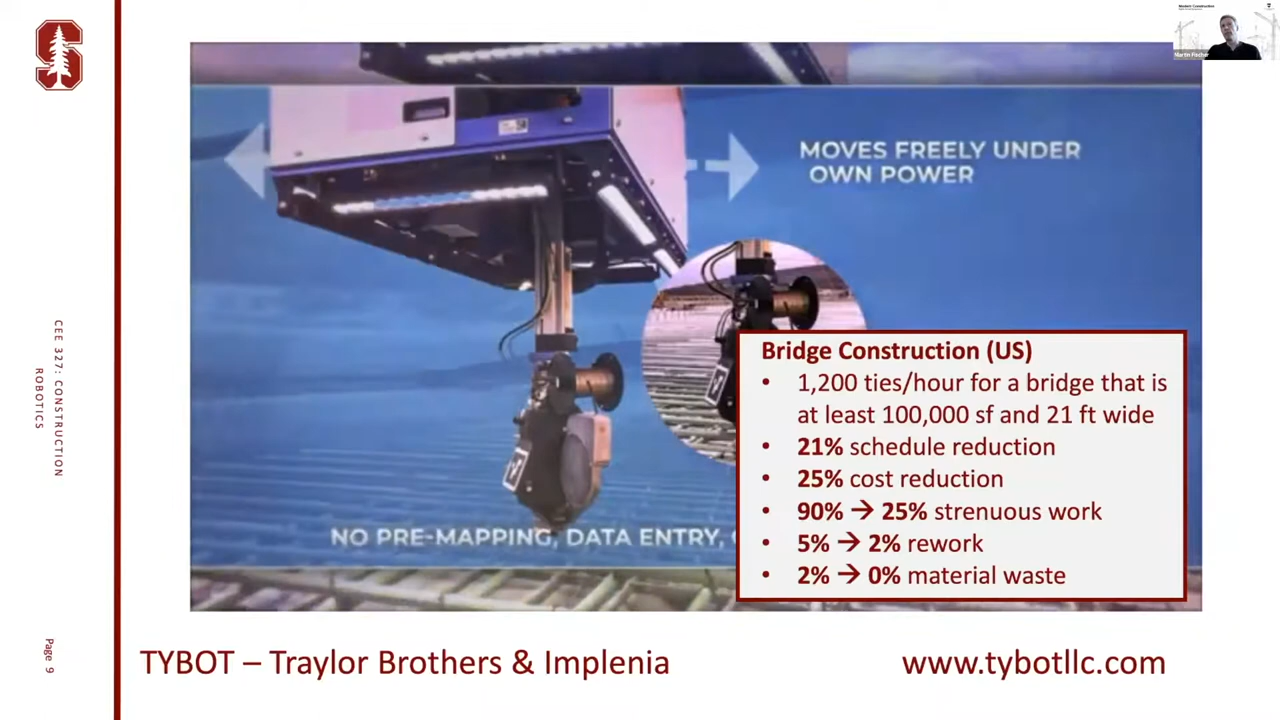 Martin Fischer
S
CEE 327: CONSTRUCTION
ROBOTICS
Page 9
MOVES FREELY UNDER
OWN POWER
NO PRE-MAPPING, DATA ENTRY,
Bridge Construction (US)
• 1,200 ties/hour for a bridge that is
at least 100,000 sf and 21 ft wide
• 21% schedule reduction
• 25% cost reduction
• 90% → 25% strenuous work
• 5% → 2% rework
• 2% → 0% material waste
TYBOT – Traylor Brothers & Implenia
www.tybotllc.com